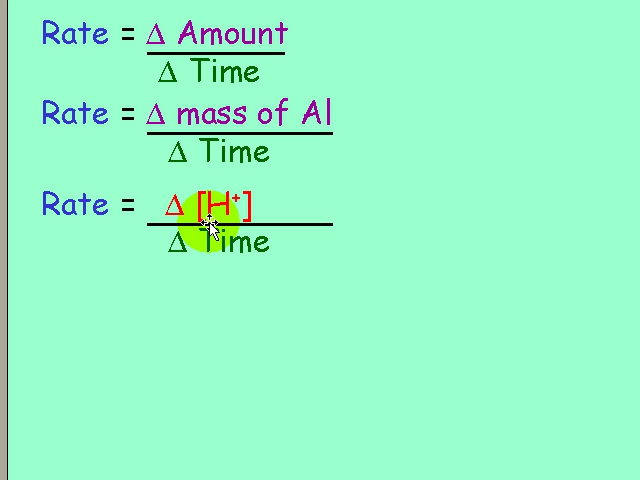 Rate = Δ Amount
Δ Time
Rate = Δ mass of Al
Δ Time
Rate = Δ [H⁺]
Δ Time